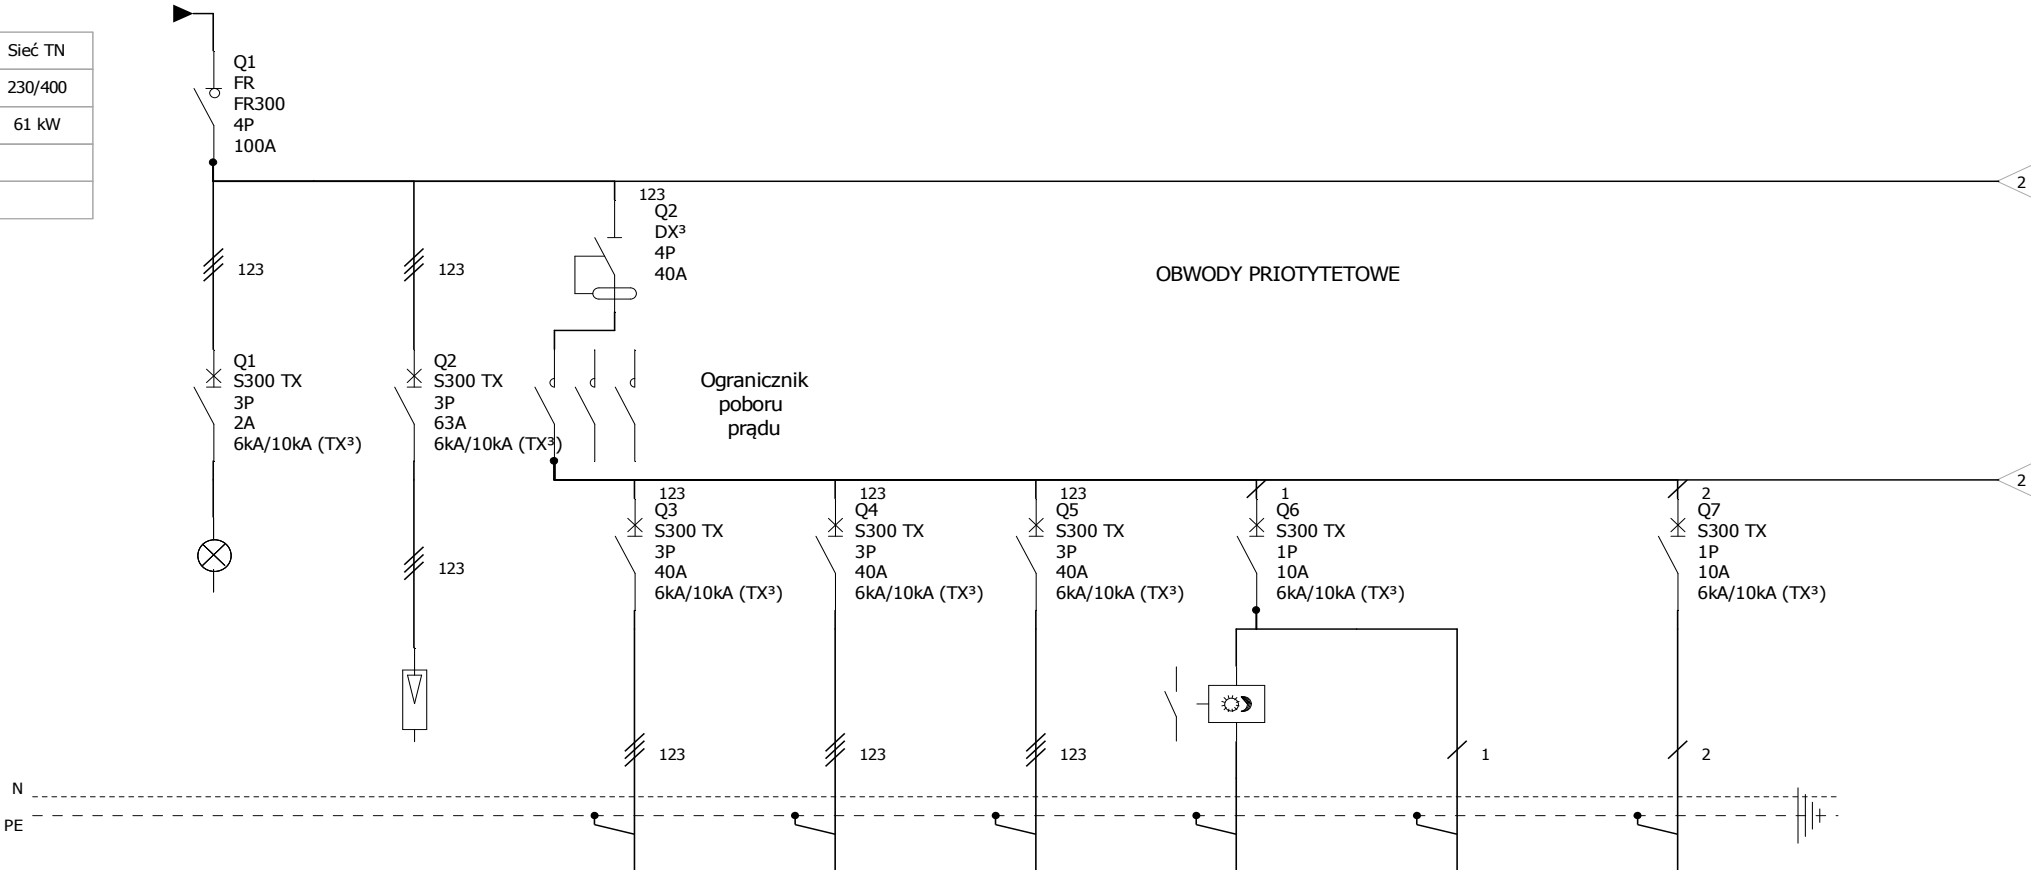 Sieć TN
230/400
61 kW
Q1
FR
FR300
4P
100A
2
123
Q2
DX³
4P
40A
123
123
OBWODY PRIOTYTETOWE
Q1
S300 TX
3P
2A
6kA/10kA (TX³)
Q2
S300 TX
3P
63A
6kA/10kA (TX³)
Ogranicznik
poboru
prądu
2
123
Q3
S300 TX
3P
40A
6kA/10kA (TX³)
123
Q4
S300 TX
3P
40A
6kA/10kA (TX³)
123
Q5
S300 TX
3P
40A
6kA/10kA (TX³)
1
Q6
S300 TX
1P
10A
6kA/10kA (TX³)
2
Q7
S300 TX
1P
10A
6kA/10kA (TX³)
123
123
123
123
1
2
N
PE